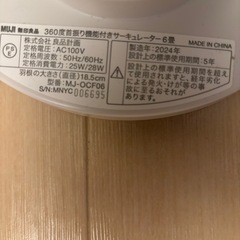 MUJI 無印良品 360度首振り機能付きサーキュレーター6畳
株式会社 良品計画
定格電圧:AC100V
定格周波数:50Hz/60Hz
定格消費電力:25W/28W
羽根の大きさ(直径)18.5cm
型番:MJ-OCF06
S/N:MNYC006695
MADE IN CHINA
製造年:2024年
設計上の標準使用期間:5年
設計上の標準使用期間を超え
て使用されますと、経年劣化
による発火・けが等の
事故に至るおそれが
あります。